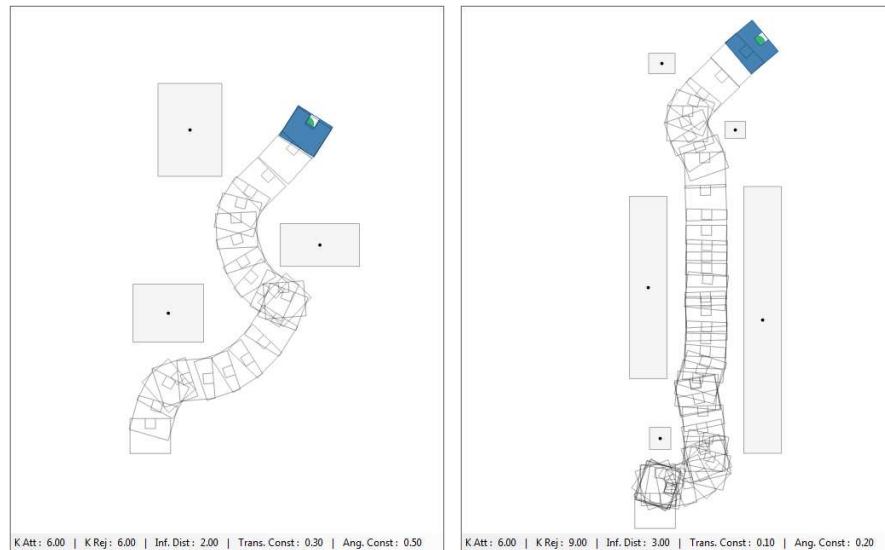 K Att : 6.00 | K Rej : 6.00 | Inf. Dist : 2.00 | Trans. Const : 0.30 | Ang. Const : 0.50
K Att : 6.00 | K Rej : 9.00 | Inf. Dist : 3.00 | Trans. Const : 0.10 | Ang. Const : 0.20